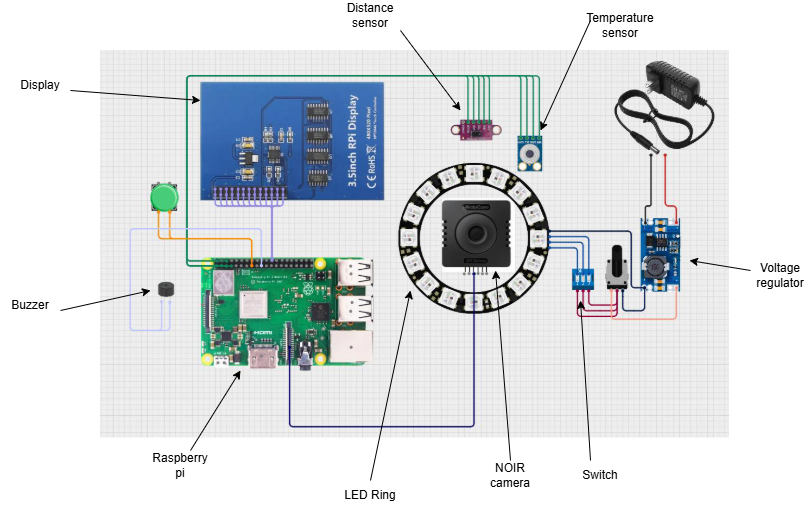 Distance
sensor
Temperature
sensor
Display
3.5inch RPi Display
CE RoHS
Buzzer
HDMI
Voltage
regulator
Raspberry
pi
LED Ring
NOIR
camera
Switch